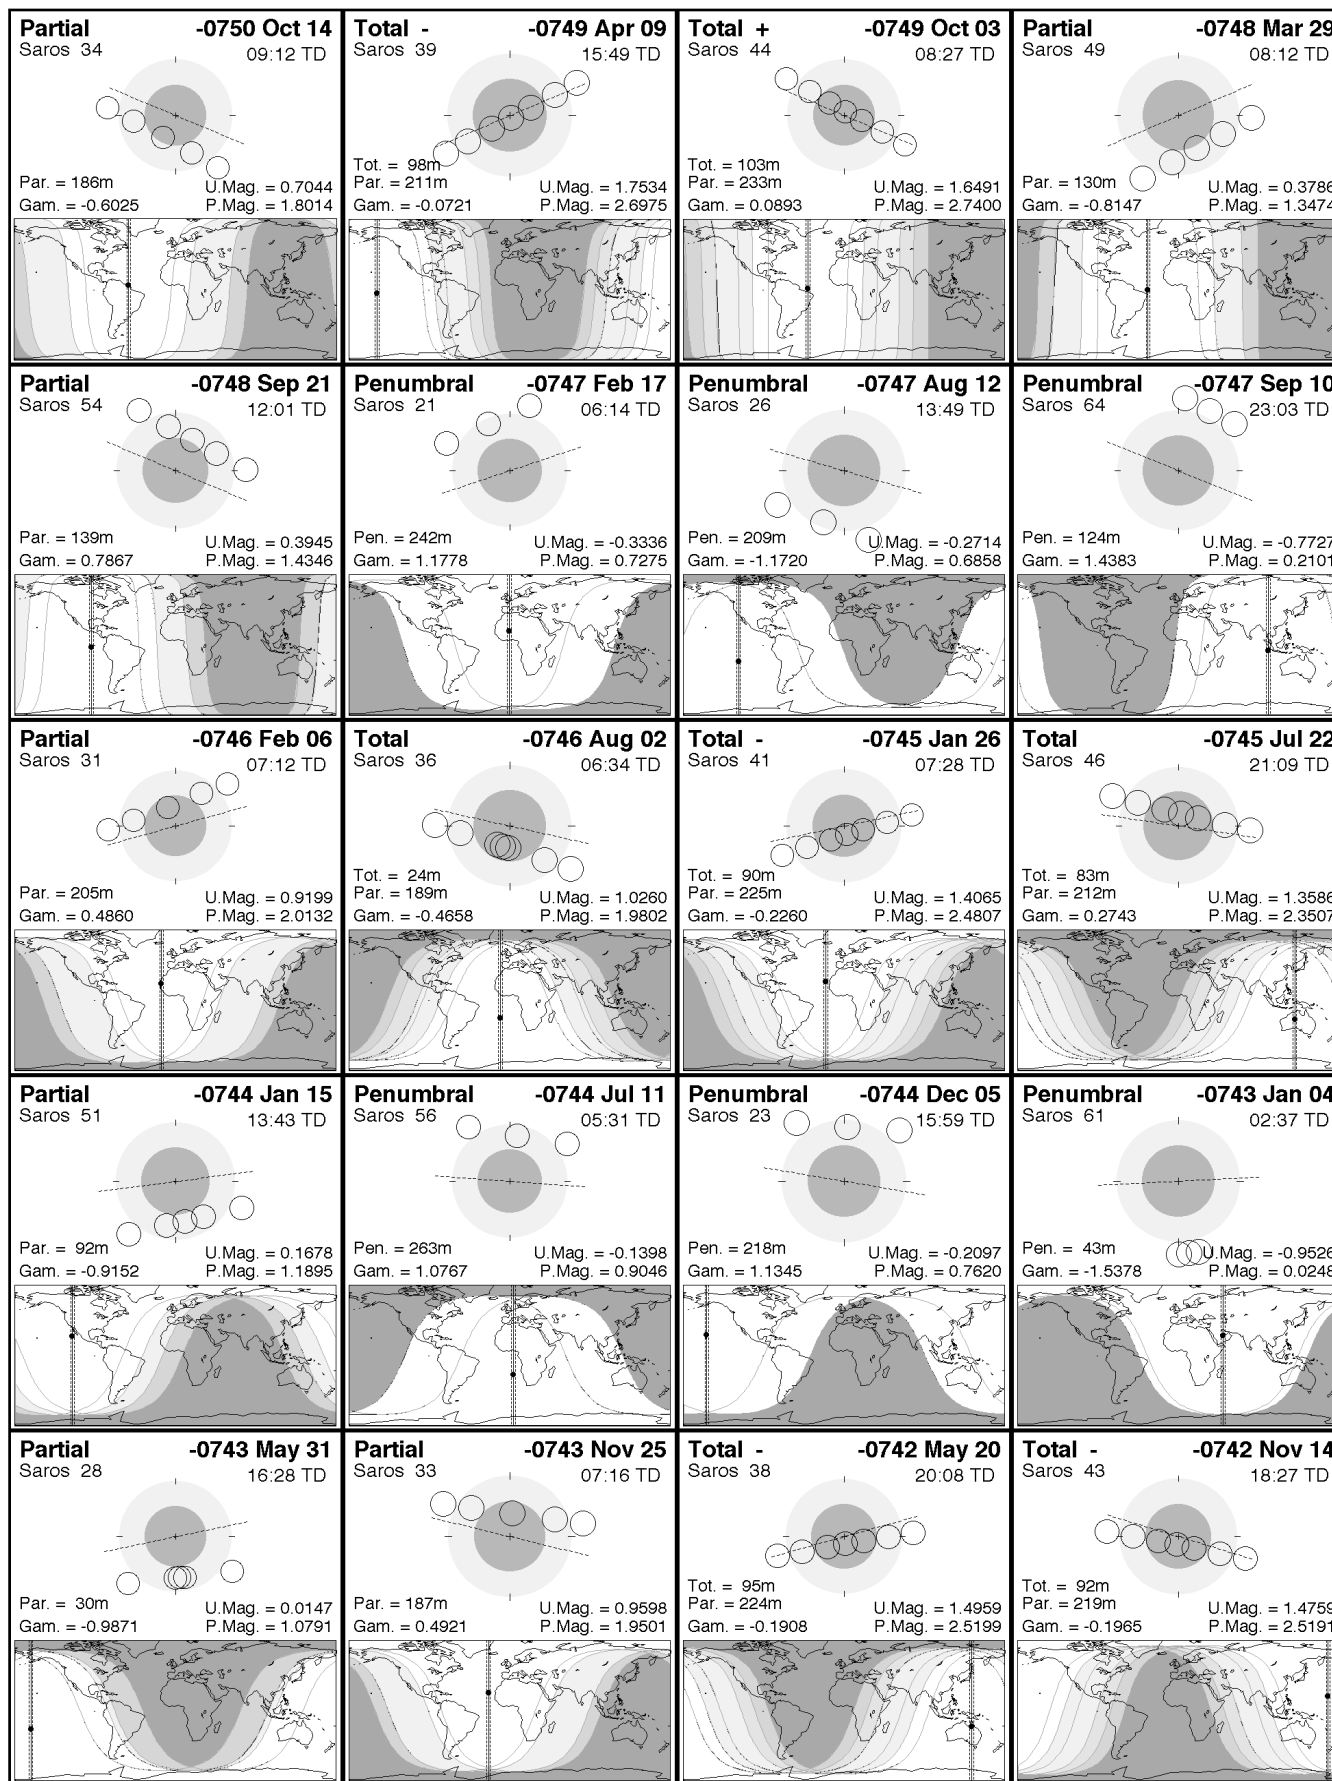 Partial -0750 Oct 14
Saros 34 09:12 TD
Par. = 186m U.Mag. = 0.7044
Gam. = -0.6025 P.Mag. = 1.8014
Total - -0749 Apr 09
Saros 39 15:49 TD
Tot. = 98m
Par. = 211m U.Mag. = 1.7534
Gam. = -0.0721 P.Mag. = 2.6975
Total + -0749 Oct 03
Saros 44 08:27 TD
Tot. = 103m
Par. = 233m U.Mag. = 1.6491
Gam. = 0.0893 P.Mag. = 2.7400
Partial -0748 Mar 29
Saros 49 08:12 TD
Par. = 130m U.Mag. = 0.3786
Gam. = -0.8147 P.Mag. = 1.3474
Partial -0748 Sep 21
Saros 54 12:01 TD
Par. = 139m U.Mag. = 0.3945
Gam. = 0.7867 P.Mag. = 1.4346
Penumbral -0747 Feb 17
Saros 21 06:14 TD
Pen. = 242m U.Mag. = -0.3336
Gam. = 1.1778 P.Mag. = 0.7275
Penumbral -0747 Aug 12
Saros 26 13:49 TD
Pen. = 209m U.Mag. = -0.2714
Gam. = -1.1720 P.Mag. = 0.6858
Penumbral -0747 Sep 10
Saros 64 23:03 TD
Pen. = 124m U.Mag. = -0.7727
Gam. = 1.4383 P.Mag. = 0.2101
Partial -0746 Feb 06
Saros 31 07:12 TD
Par. = 205m U.Mag. = 0.9199
Gam. = 0.4860 P.Mag. = 2.0132
Total -0746 Aug 02
Saros 36 06:34 TD
Tot. = 24m
Par. = 189m U.Mag. = 1.0260
Gam. = -0.4658 P.Mag. = 1.9802
Total - -0745 Jan 26
Saros 41 07:28 TD
Tot. = 90m
Par. = 225m U.Mag. = 1.4065
Gam. = -0.2260 P.Mag. = 2.4807
Total -0745 Jul 22
Saros 46 21:09 TD
Tot. = 83m
Par. = 212m U.Mag. = 1.3586
Gam. = 0.2743 P.Mag. = 2.3507
Partial -0744 Jan 15
Saros 51 13:43 TD
Par. = 92m U.Mag. = 0.1678
Gam. = -0.9152 P.Mag. = 1.1895
Penumbral -0744 Jul 11
Saros 56 05:31 TD
Pen. = 263m U.Mag. = -0.1398
Gam. = 1.0767 P.Mag. = 0.9046
Penumbral -0744 Dec 05
Saros 23 15:59 TD
Pen. = 218m U.Mag. = -0.2097
Gam. = 1.1345 P.Mag. = 0.7620
Penumbral -0743 Jan 04
Saros 61 02:37 TD
Pen. = 43m U.Mag. = -0.9526
Gam. = -1.5378 P.Mag. = 0.0248
Partial -0743 May 31
Saros 28 16:28 TD
Par. = 30m U.Mag. = 0.0147
Gam. = -0.9871 P.Mag. = 1.0791
Partial -0743 Nov 25
Saros 33 07:16 TD
Par. = 187m U.Mag. = 0.9598
Gam. = 0.4921 P.Mag. = 1.9501
Total - -0742 May 20
Saros 38 20:08 TD
Tot. = 95m
Par. = 224m U.Mag. = 1.4959
Gam. = -0.1908 P.Mag. = 2.5199
Total - -0742 Nov 14
Saros 43 18:27 TD
Tot. = 92m
Par. = 219m U.Mag. = 1.4759
Gam. = -0.1965 P.Mag. = 2.5191